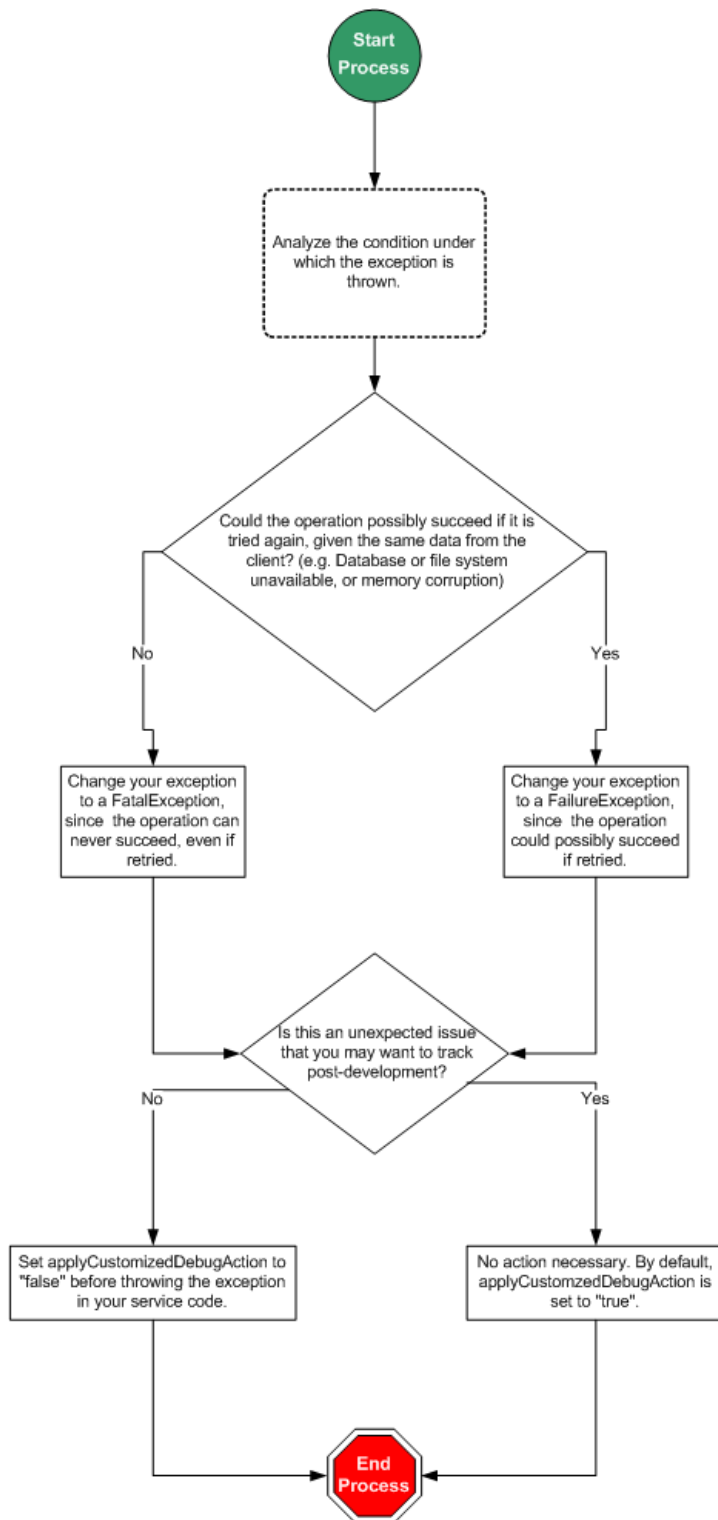 Start
Process
Analyze the condition under
which the exception is
thrown.
Could the operation possibly succeed if it is
tried again, given the same data from the
client? (e.g. Database or file system
unavailable, or memory corruption)
No
Yes
Change your exception
to a FatalException,
since the operation can
never succeed, even if
retried.
Change your exception
to a FailureException,
since the operation
could possibly succeed
if retried.
Is this an unexpected issue
that you may want to track
post-development?
No
Yes
Set applyCustomizedDebugAction to
"false" before throwing the exception
in your service code.
No action necessary. By default,
applyCustomzedDebugAction is
set to "true".
End
Process